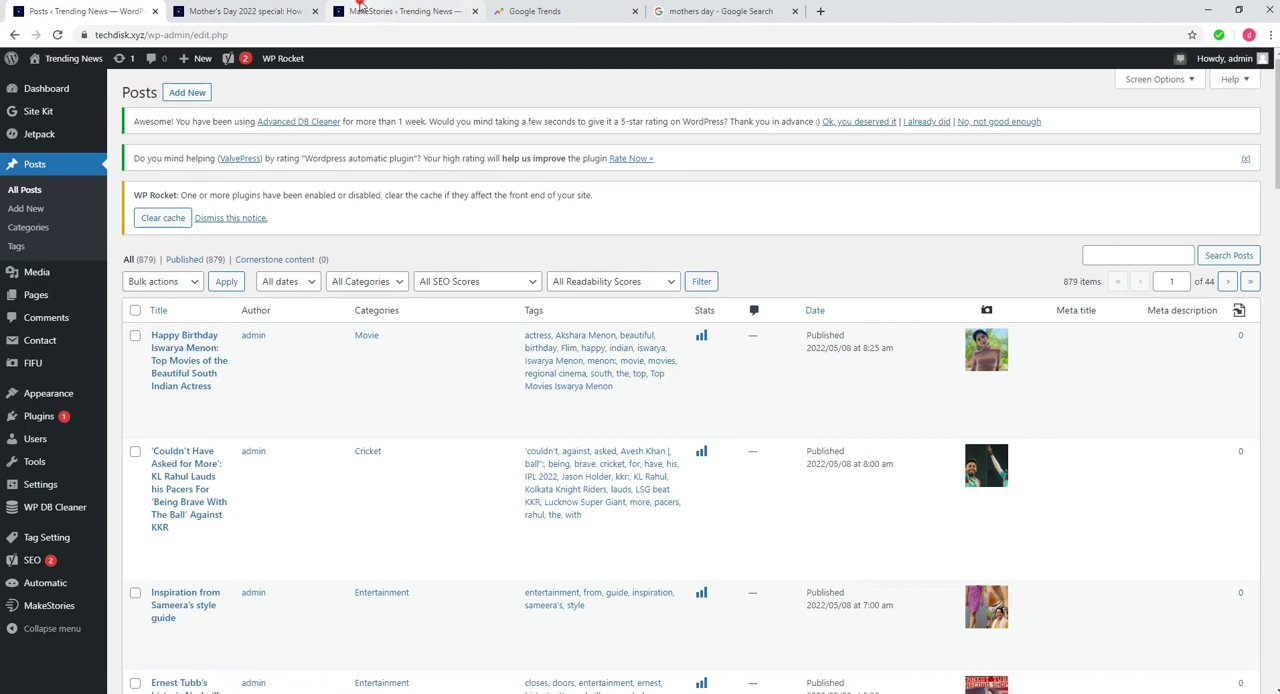 Posts ‹ Trending News — WordPr
Mother's Day 2022 special: How
MakeStories ‹ Trending News —
Google Trends
mothers day - Google Search
techdisk.xyz/wp-admin/edit.php
d
Trending News
1
0
New
2
WP Rocket
Howdy, admin
Dashboard
Site Kit
Jetpack
Posts
All Posts
Add New
Categories
Tags
Media
Pages
Comments
Contact
FIFU
Appearance
Plugins 1
Users
Tools
Settings
WP DB Cleaner
Tag Setting
SEO 2
Automatic
MakeStories
Collapse menu
Screen Options
Help
Posts
Add New
Awesome! You have been using Advanced DB Cleaner for more than 1 week. Would you mind taking a few seconds to give it a 5-star rating on WordPress? Thank you in advance :) Ok, you deserved it | I already did | No, not good enough
Do you mind helping (ValvePress) by rating "Wordpress automatic plugin"? Your high rating will help us improve the plugin Rate Now »
(x)
WP Rocket: One or more plugins have been enabled or disabled, clear the cache if they affect the front end of your site.
Clear cache
Dismiss this notice.
All (879) | Published (879) | Cornerstone content (0)
Search Posts
Bulk actions
Apply
All dates
All Categories
All SEO Scores
All Readability Scores
Filter
879 items « ‹ 1 of 44 › »
Title
Author
Categories
Tags
Stats
Date
Meta title
Meta description
Happy Birthday
Iswarya Menon:
Top Movies of the
Beautiful South
Indian Actress
admin
Movie
actress, Akshara Menon, beautiful,
birthday, Flim, happy, indian, iswarya,
Iswarya Menon, menon:, movie, movies,
regional cinema, south, the, top, Top
Movies Iswarya Menon
—
Published
2022/05/08 at 8:25 am
0
'Couldn't Have
Asked for More':
KL Rahul Lauds
his Pacers For
'Being Brave With
The Ball' Against
KKR
admin
Cricket
'couldn't, against, asked, Avesh Khan |,
ball':, being, brave, cricket, for, have, his,
IPL 2022, Jason Holder, kkr:, KL Rahul,
Kolkata Knight Riders, lauds, LSG beat
KKR, Lucknow Super Giant, more, pacers,
rahul, the, with
—
Published
2022/05/08 at 8:00 am
0
Inspiration from
Sameera's style
guide
admin
Entertainment
entertainment, from, guide, inspiration,
sameera's, style
—
Published
2022/05/08 at 7:00 am
0
Ernest Tubb's
admin
Entertainment
closes, doors, entertainment, ernest,
—
Published
0